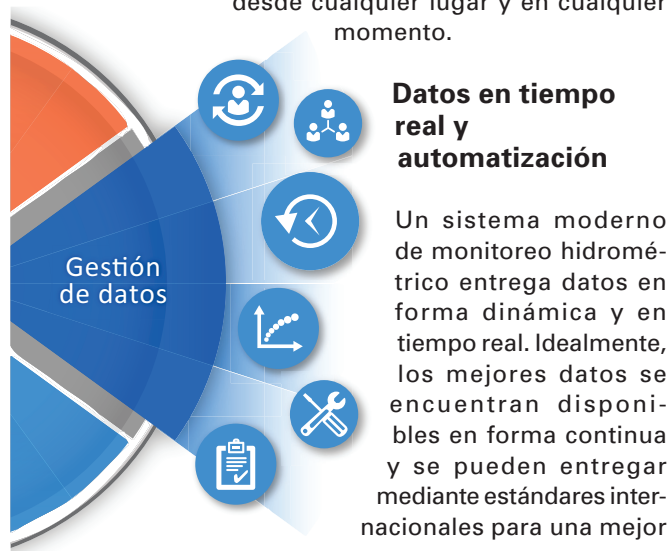 desde cualquier lugar y en cualquier
momento.
Datos en tiempo
real y
automatización
Un sistema moderno
de monitoreo hidromé-
trico entrega datos en
forma dinámica y en
tiempo real. Idealmente,
los mejores datos se
encuentran disponi-
bles en forma continua
y se pueden entregar
mediante estándares inter-
nacionales para una mejor
Gestión
de datos